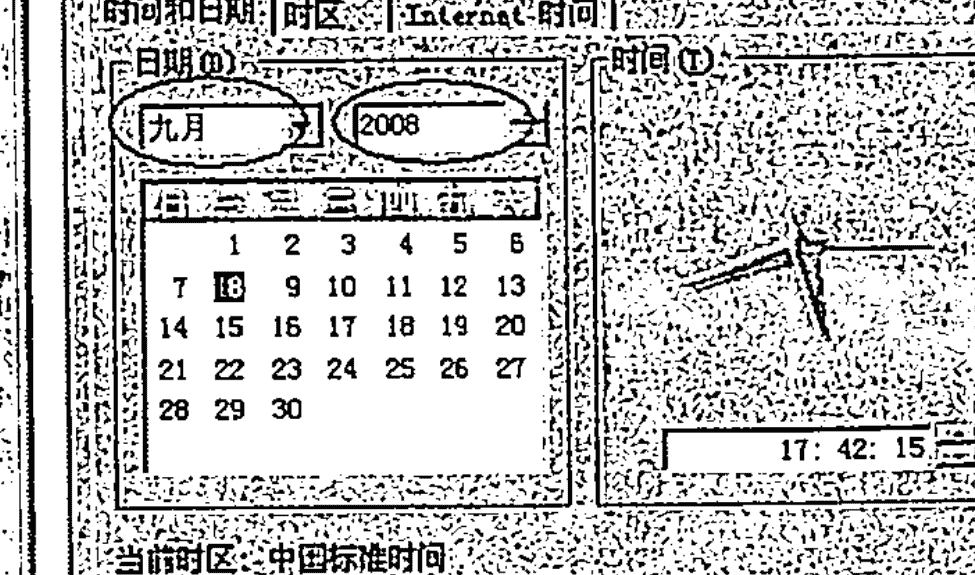 时间和日期 时区 Internet 时间
日期(D) 时间(T)
九月 2008
日 一 二 三 四 五 六
1 2 3 4 5 6
7 8 9 10 11 12 13
14 15 16 17 18 19 20
21 22 23 24 25 26 27
28 29 30
17: 42: 15
当前时区: 中国标准时间